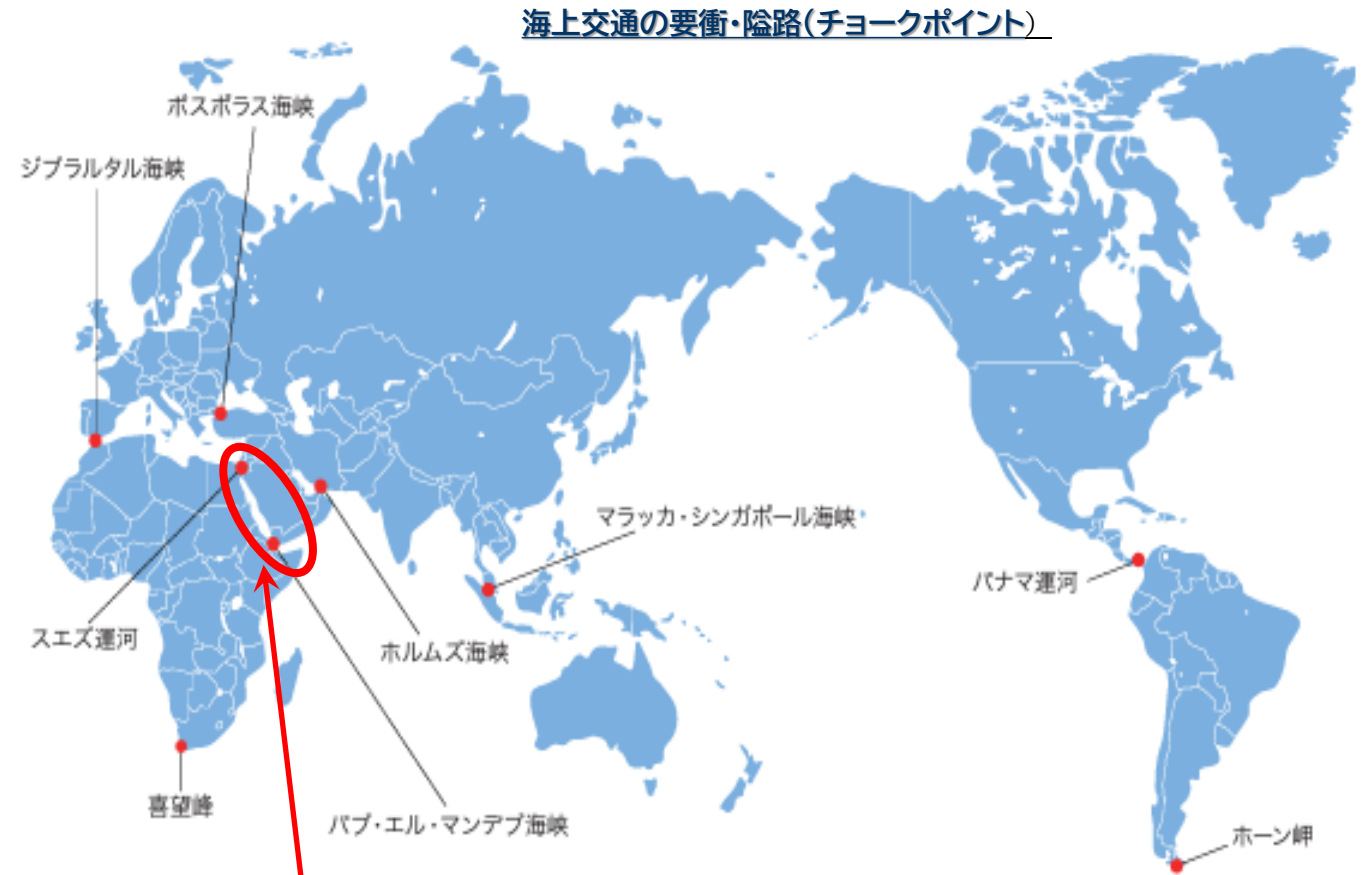 海上交通の要衝・隘路(チョークポイント)
ボスポラス海峡
ジブラルタル海峡
マラッカ・シンガポール海峡
パナマ運河
スエズ運河
ホルムズ海峡
喜望峰
バブ・エル・マンデブ海峡
ホーン岬